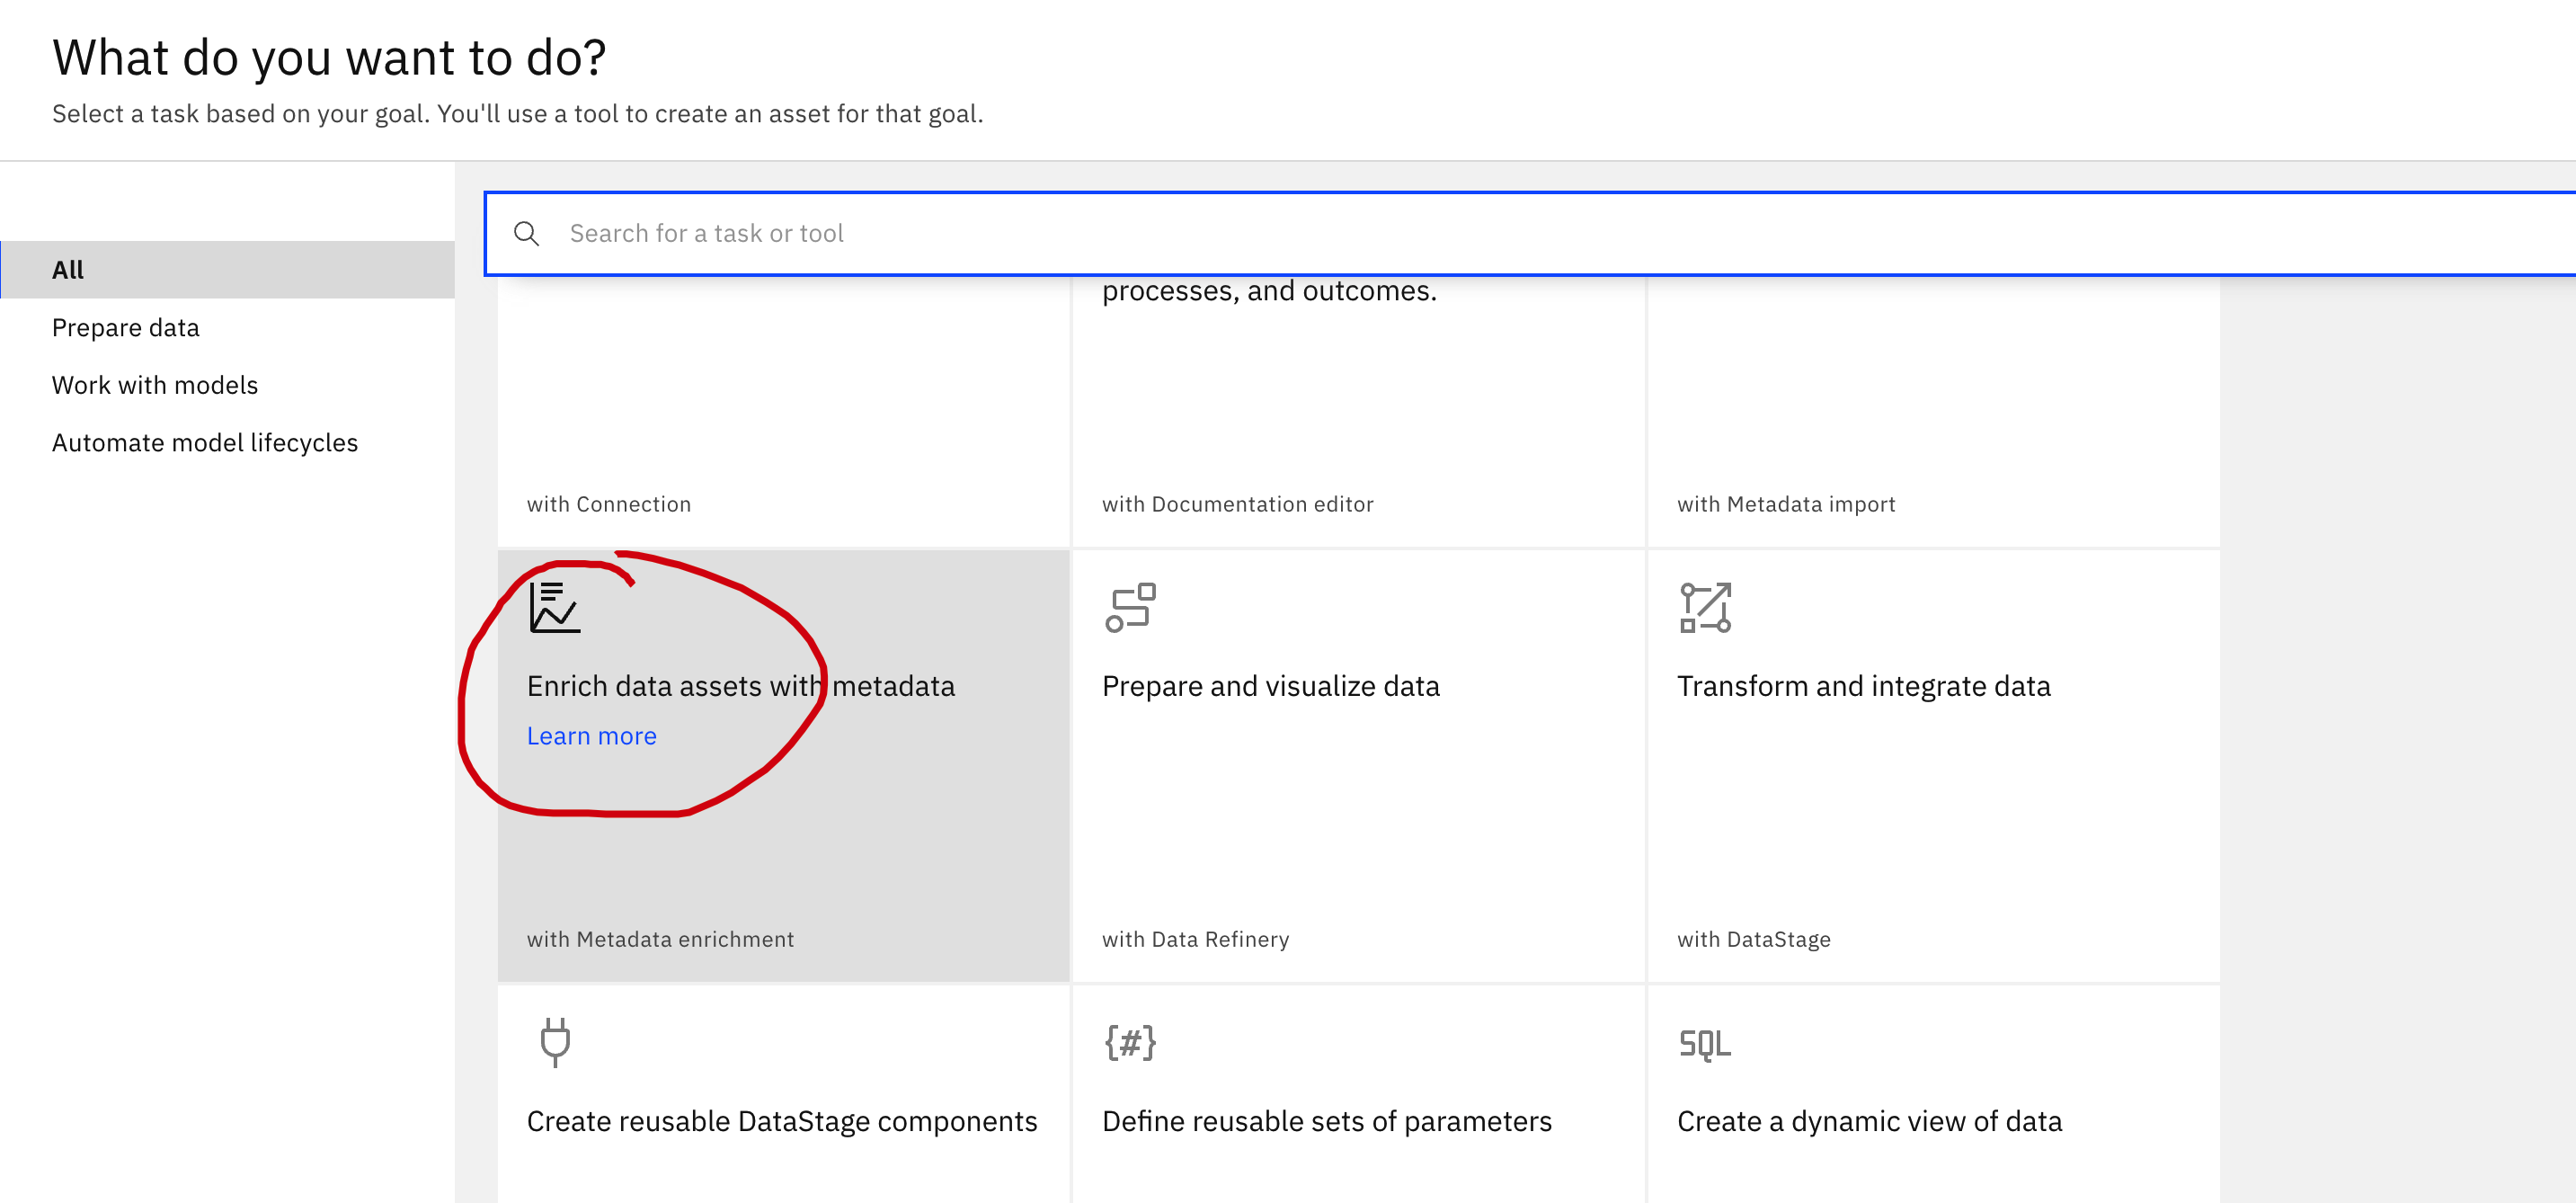 What do you want to do?
Select a task based on your goal. You'll use a tool to create an asset for that goal.
All
Prepare data
Work with models
Automate model lifecycles
Search for a task or tool
processes, and outcomes.
with Connection
with Documentation editor
with Metadata import
Enrich data assets with metadata
Learn more
with Metadata enrichment
Prepare and visualize data
with Data Refinery
Transform and integrate data
with DataStage
Create reusable DataStage components
{#}
Define reusable sets of parameters
SQL
Create a dynamic view of data